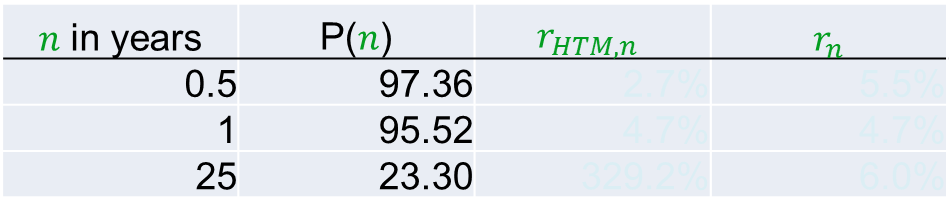 n in years P(n) r_HTM,n r_n
0.5 97.36 2.7% 5.5%
1 95.52 4.7% 4.7%
25 23.30 329.2% 6.0%